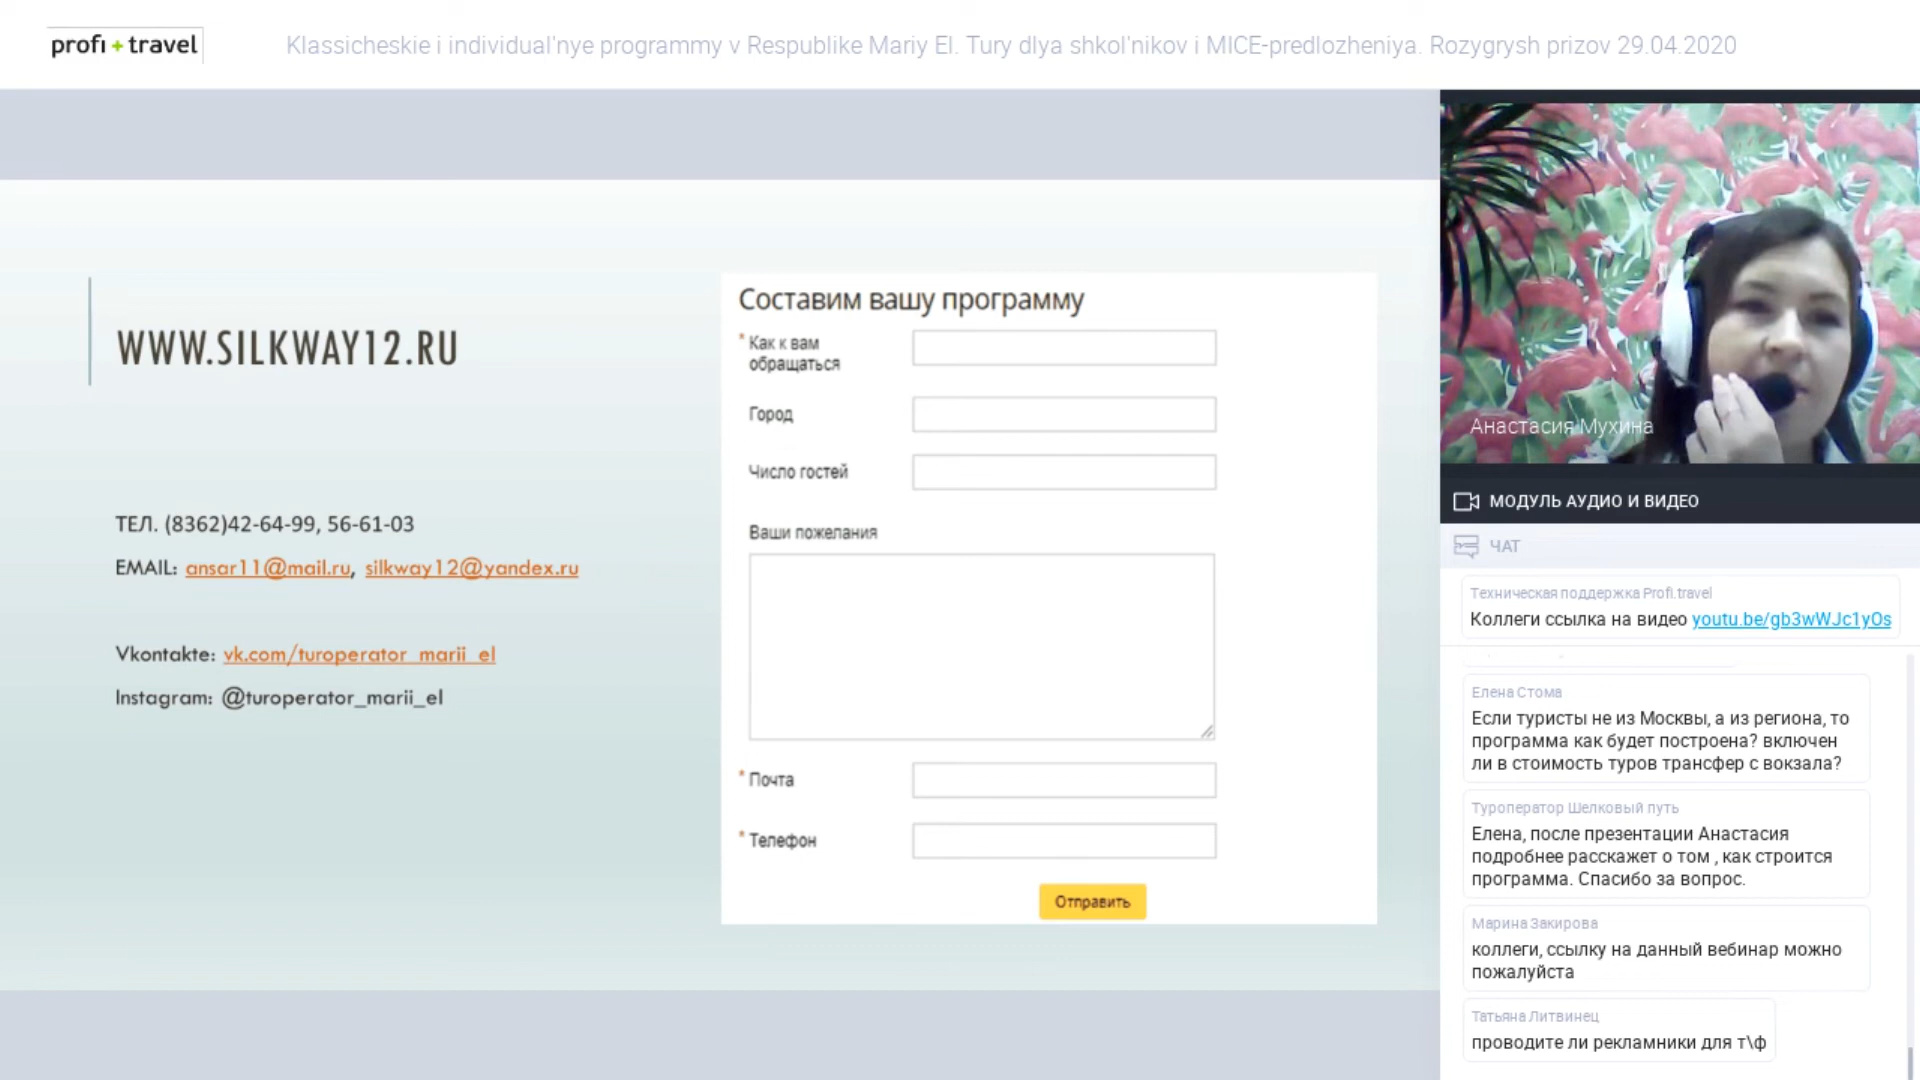 profi + travel
Klassicheskie i individual'nye programmy v Respublike Mariy El. Tury dlya shkol'nikov i MICE-predlozheniya. Rozygrysh prizov 29.04.2020
WWW.SILKWAY12.RU
ТЕЛ. (8362)42-64-99, 56-61-03
EMAIL: ansar11@mail.ru, silkway12@yandex.ru
Vkontakte: vk.com/turoperator_marii_el
Instagram: @turoperator_marii_el
Составим вашу программу
* Как к вам
обращаться
Город
Число гостей
Ваши пожелания
* Почта
* Телефон
Отправить
Анастасия Мухина
МОДУЛЬ АУДИО И ВИДЕО
ЧАТ
Техническая поддержка Profi.travel
Коллеги ссылка на видео youtu.be/gb3wWJc1yOs
Елена Стома
Если туристы не из Москвы, а из региона, то
программа как будет построена? включен
ли в стоимость туров трансфер с вокзала?
Туроператор Шелковый путь
Елена, после презентации Анастасия
подробнее расскажет о том , как строится
программа. Спасибо за вопрос.
Марина Закирова
коллеги, ссылку на данный вебинар можно
пожалуйста
Татьяна Литвинец
проводите ли рекламники для т\ф